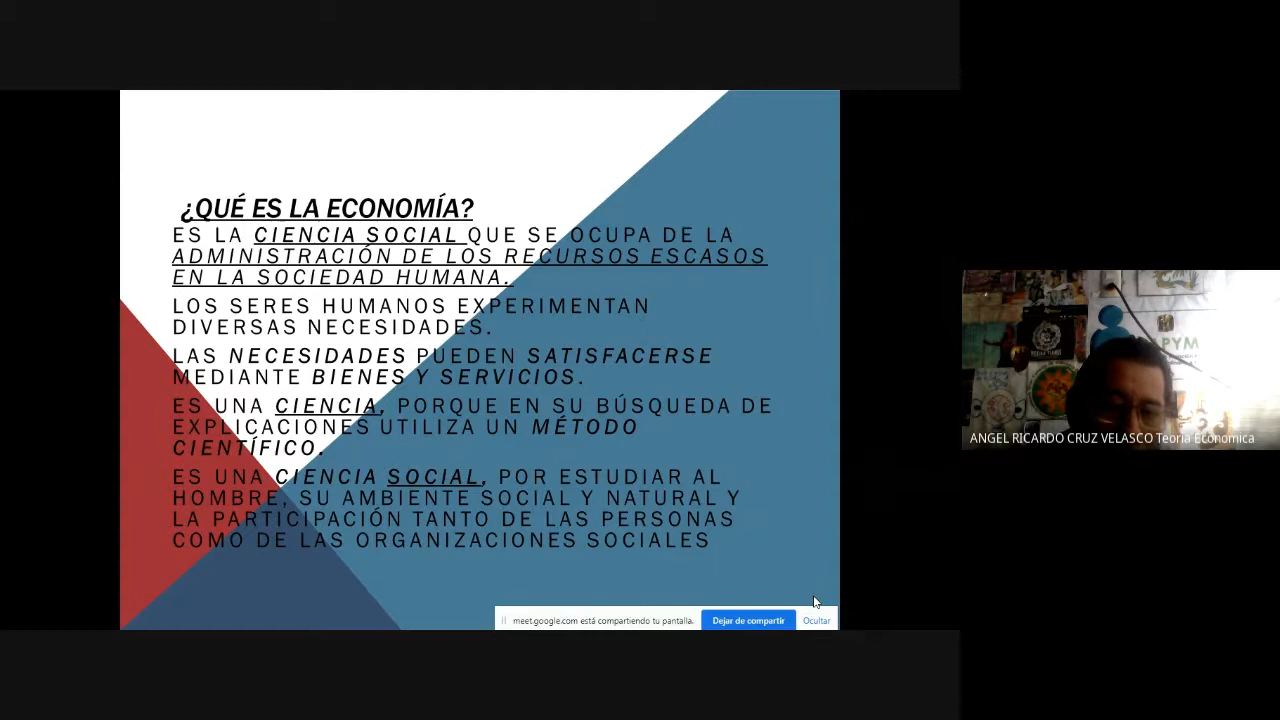 ¿QUÉ ES LA ECONOMÍA?
ES LA CIENCIA SOCIAL QUE SE OCUPA DE LA
ADMINISTRACIÓN DE LOS RECURSOS ESCASOS
EN LA SOCIEDAD HUMANA.
LOS SERES HUMANOS EXPERIMENTAN
DIVERSAS NECESIDADES.
LAS NECESIDADES PUEDEN SATISFACERSE
MEDIANTE BIENES Y SERVICIOS.
ES UNA CIENCIA, PORQUE EN SU BÚSQUEDA DE
EXPLICACIONES UTILIZA UN MÉTODO
CIENTÍFICO.
ES UNA CIENCIA SOCIAL, POR ESTUDIAR AL
HOMBRE, SU AMBIENTE SOCIAL Y NATURAL Y
LA PARTICIPACIÓN TANTO DE LAS PERSONAS
COMO DE LAS ORGANIZACIONES SOCIALES
meet.google.com está compartiendo tu pantalla.
Dejar de compartir
Ocultar
ANGEL RICARDO CRUZ VELASCO Teoria Economica